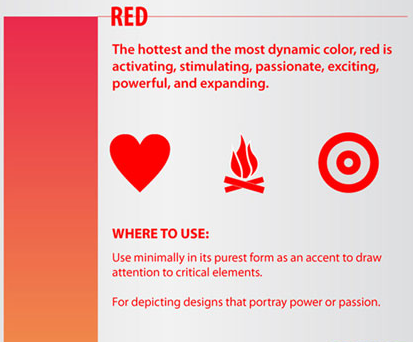 RED
The hottest and the most dynamic color, red is
activating, stimulating, passionate, exciting,
powerful, and expanding.
WHERE TO USE:
Use minimally in its purest form as an accent to draw
attention to critical elements.
For depicting designs that portray power or passion.